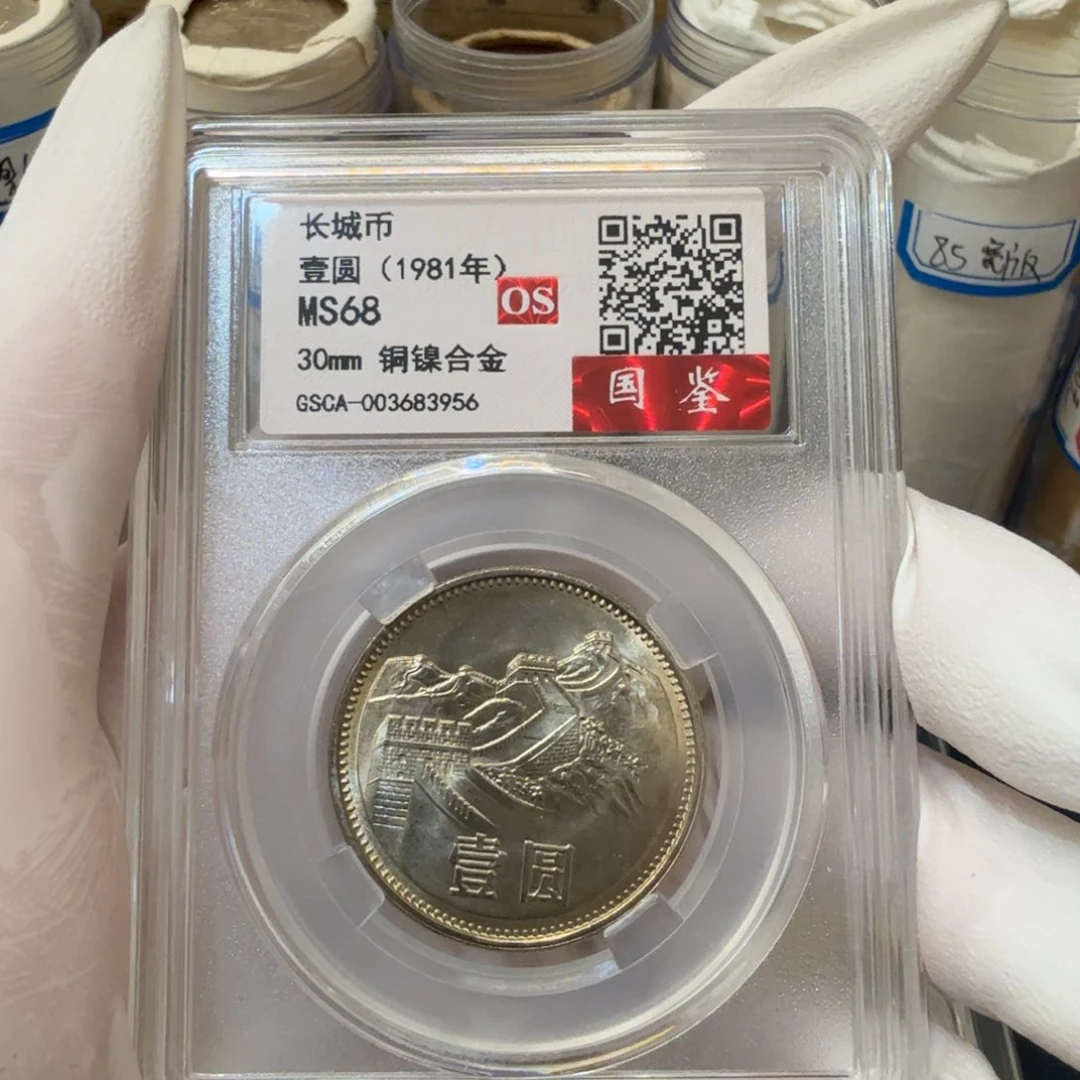 长城币
壹圆（1981年）
MS68
OS
30mm 铜镍合金
GSCA-003683956
国鉴
壹圆
85